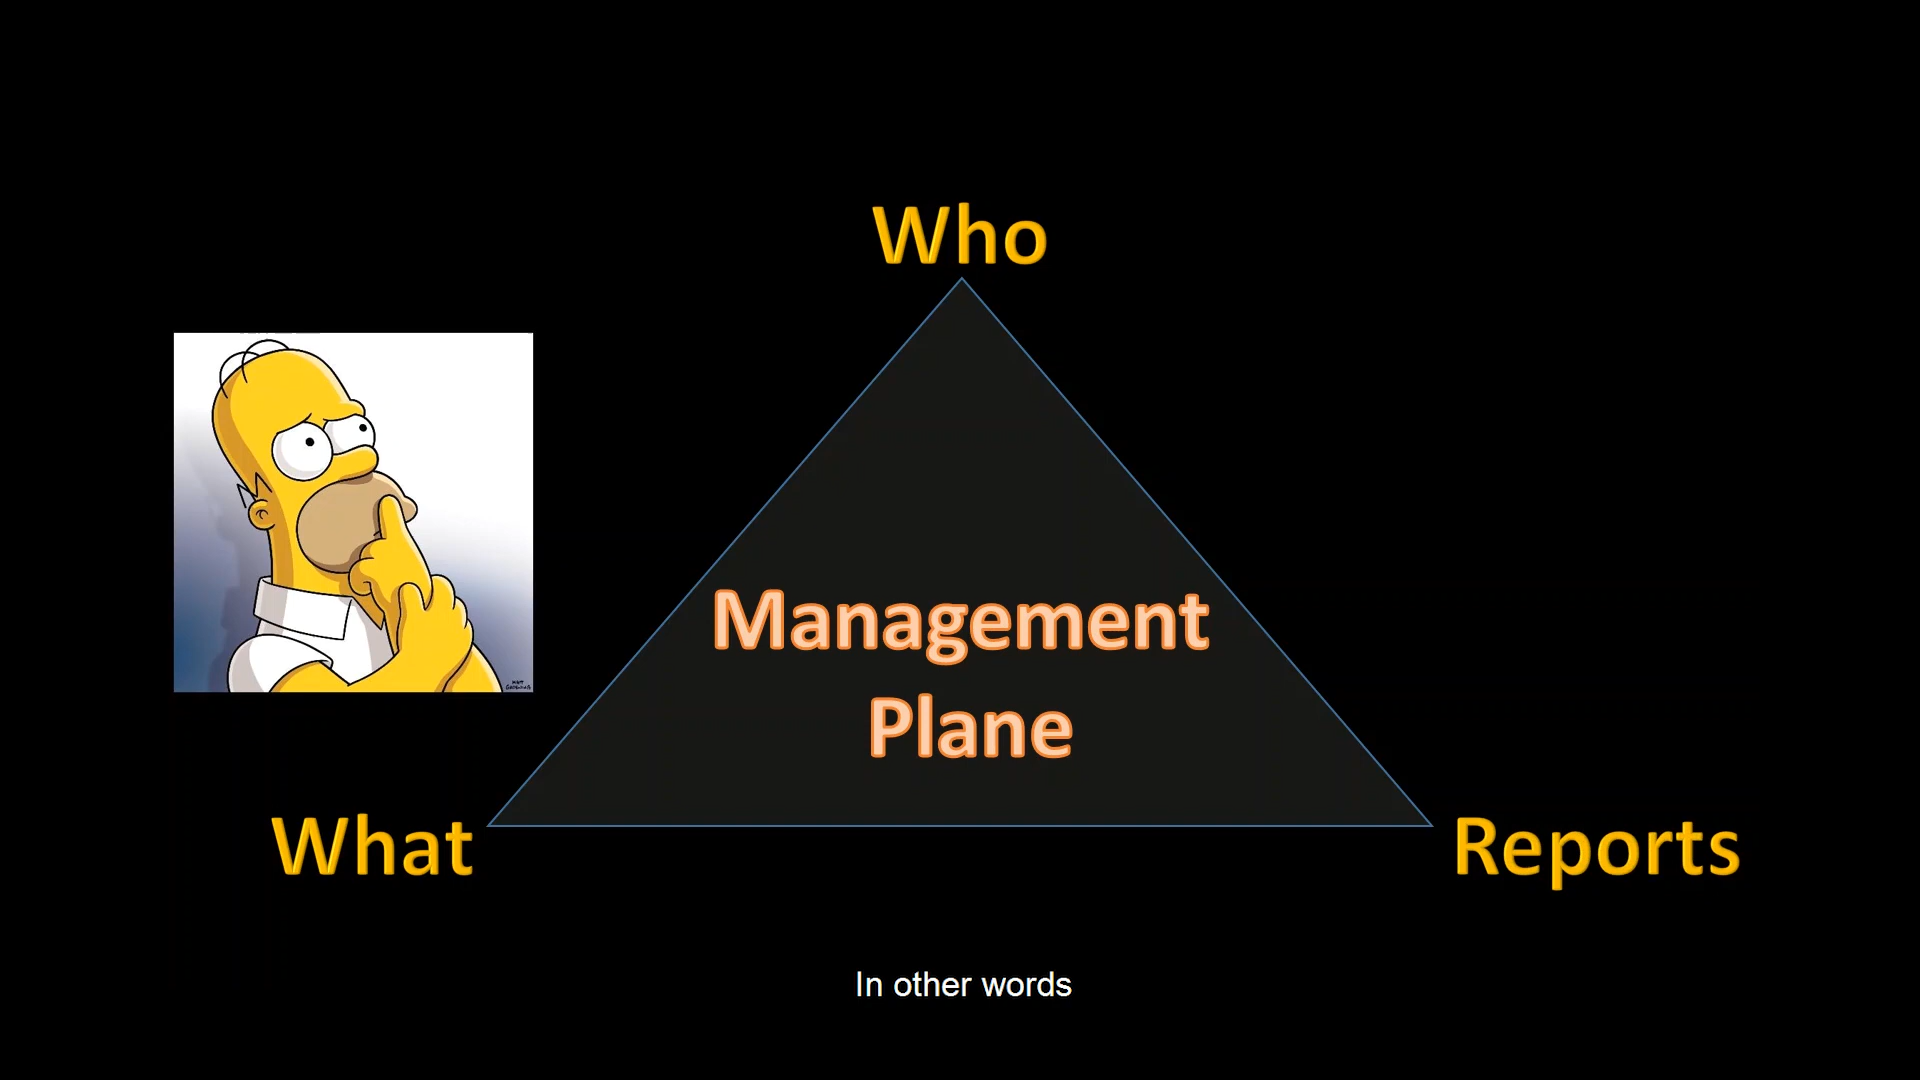 Who
Management
Plane
What
Reports
In other words